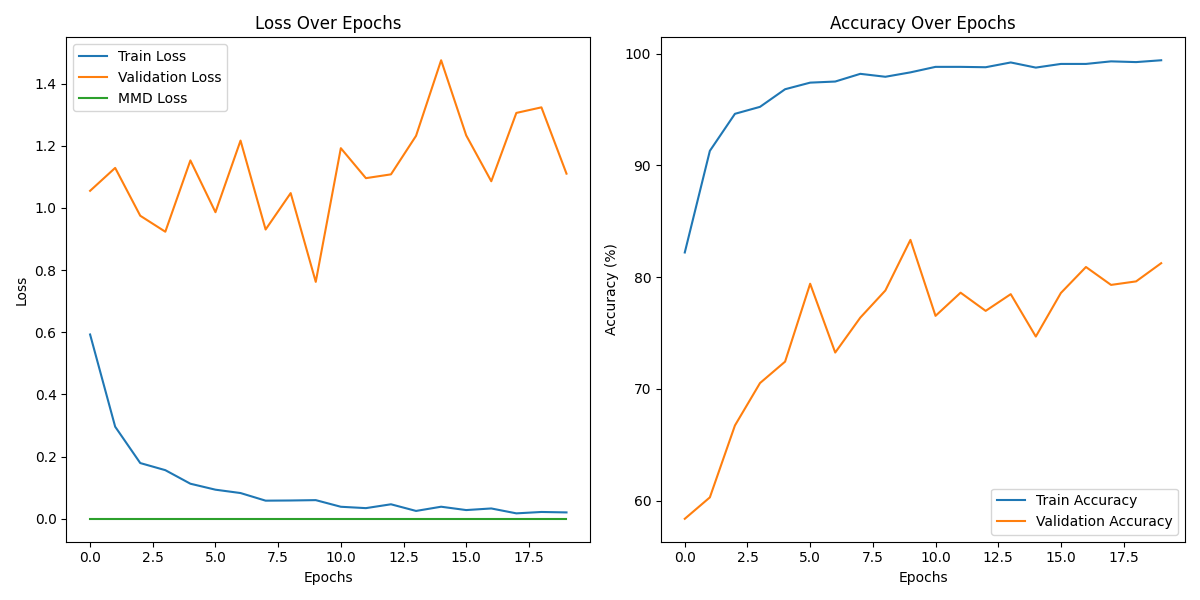 Loss Over Epochs
Train Loss
Validation Loss
MMD Loss
1.4
1.2
1.0
0.8
0.6
0.4
0.2
0.0
Loss
0.0 2.5 5.0 7.5 10.0 12.5 15.0 17.5
Epochs
Accuracy Over Epochs
100
90
80
70
60
Accuracy (%)
Train Accuracy
Validation Accuracy
0.0 2.5 5.0 7.5 10.0 12.5 15.0 17.5
Epochs